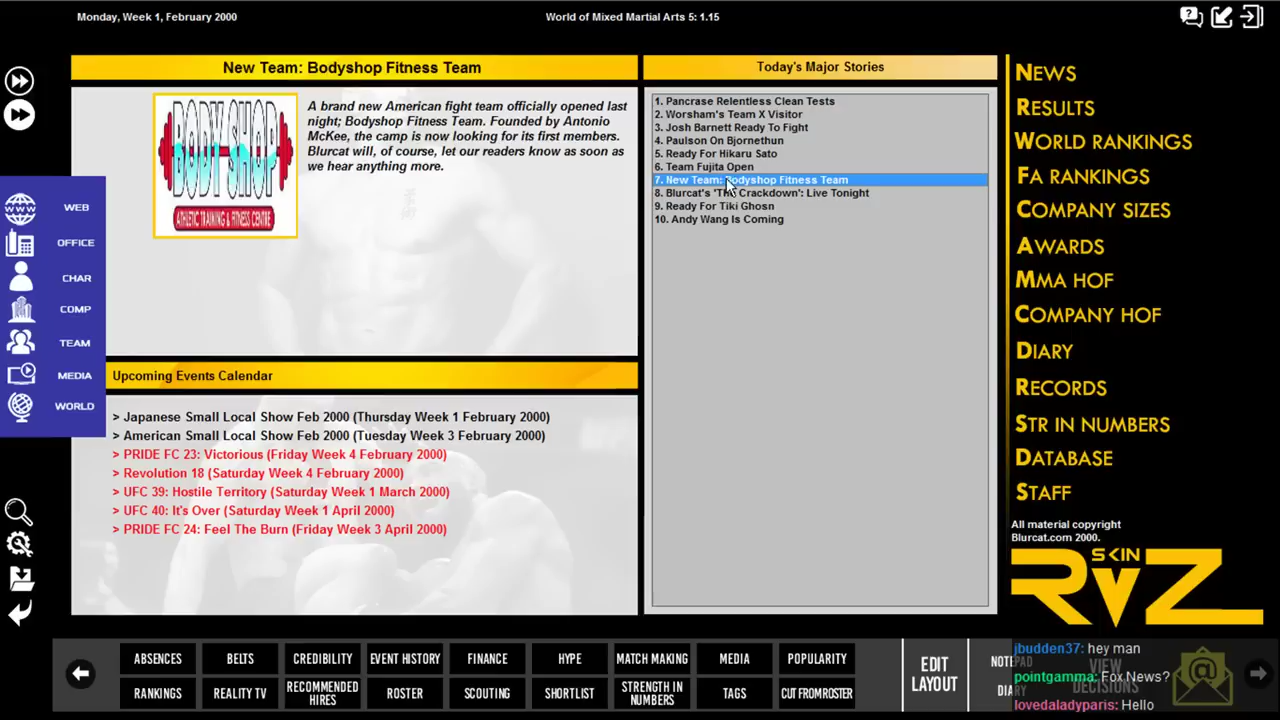 Monday, Week 1, February 2000
World of Mixed Martial Arts 5: 1.15
New Team: Bodyshop Fitness Team
BODY SHOP
ATHLETIC TRAINING & FITNESS CENTRE
A brand new American fight team officially opened last
night; Bodyshop Fitness Team. Founded by Antonio
McKee, the camp is now looking for its first members.
Blurcat will, of course, let our readers know as soon as
we hear anything more.
Today's Major Stories
1. Pancrase Relentless Clean Tests
2. Worsham's Team X Visitor
3. Josh Barnett Ready To Fight
4. Paulson On Bjornethun
5. Ready For Hikaru Sato
6. Team Fujita Open
7. New Team: Bodyshop Fitness Team
8. Blurcat's 'The Crackdown': Live Tonight
9. Ready For Tiki Ghosn
10. Andy Wang Is Coming
WEB
OFFICE
CHAR
COMP
TEAM
MEDIA
WORLD
Upcoming Events Calendar
> Japanese Small Local Show Feb 2000 (Thursday Week 1 February 2000)
> American Small Local Show Feb 2000 (Tuesday Week 3 February 2000)
> PRIDE FC 23: Victorious (Friday Week 4 February 2000)
> Revolution 18 (Saturday Week 4 February 2000)
> UFC 39: Hostile Territory (Saturday Week 1 March 2000)
> UFC 40: It's Over (Saturday Week 1 April 2000)
> PRIDE FC 24: Feel The Burn (Friday Week 3 April 2000)
NEWS
RESULTS
WORLD RANKINGS
FA RANKINGS
COMPANY SIZES
AWARDS
MMA HOF
COMPANY HOF
DIARY
RECORDS
STR IN NUMBERS
DATABASE
STAFF
All material copyright
Blurcat.com 2000.
SKIN
RVZ
ABSENCES
BELTS
CREDIBILITY
EVENT HISTORY
FINANCE
HYPE
MATCH MAKING
MEDIA
POPULARITY
RANKINGS
REALITY TV
RECOMMENDED
HIRES
ROSTER
SCOUTING
SHORTLIST
STRENGTH IN
NUMBERS
TAGS
CUT FROM ROSTER
EDIT
LAYOUT
NOTEPAD
DIARY
VIEW
DECISIONS
jbudden37: hey man
pointgamma: Fox News?
lovedaladyparis: Hello